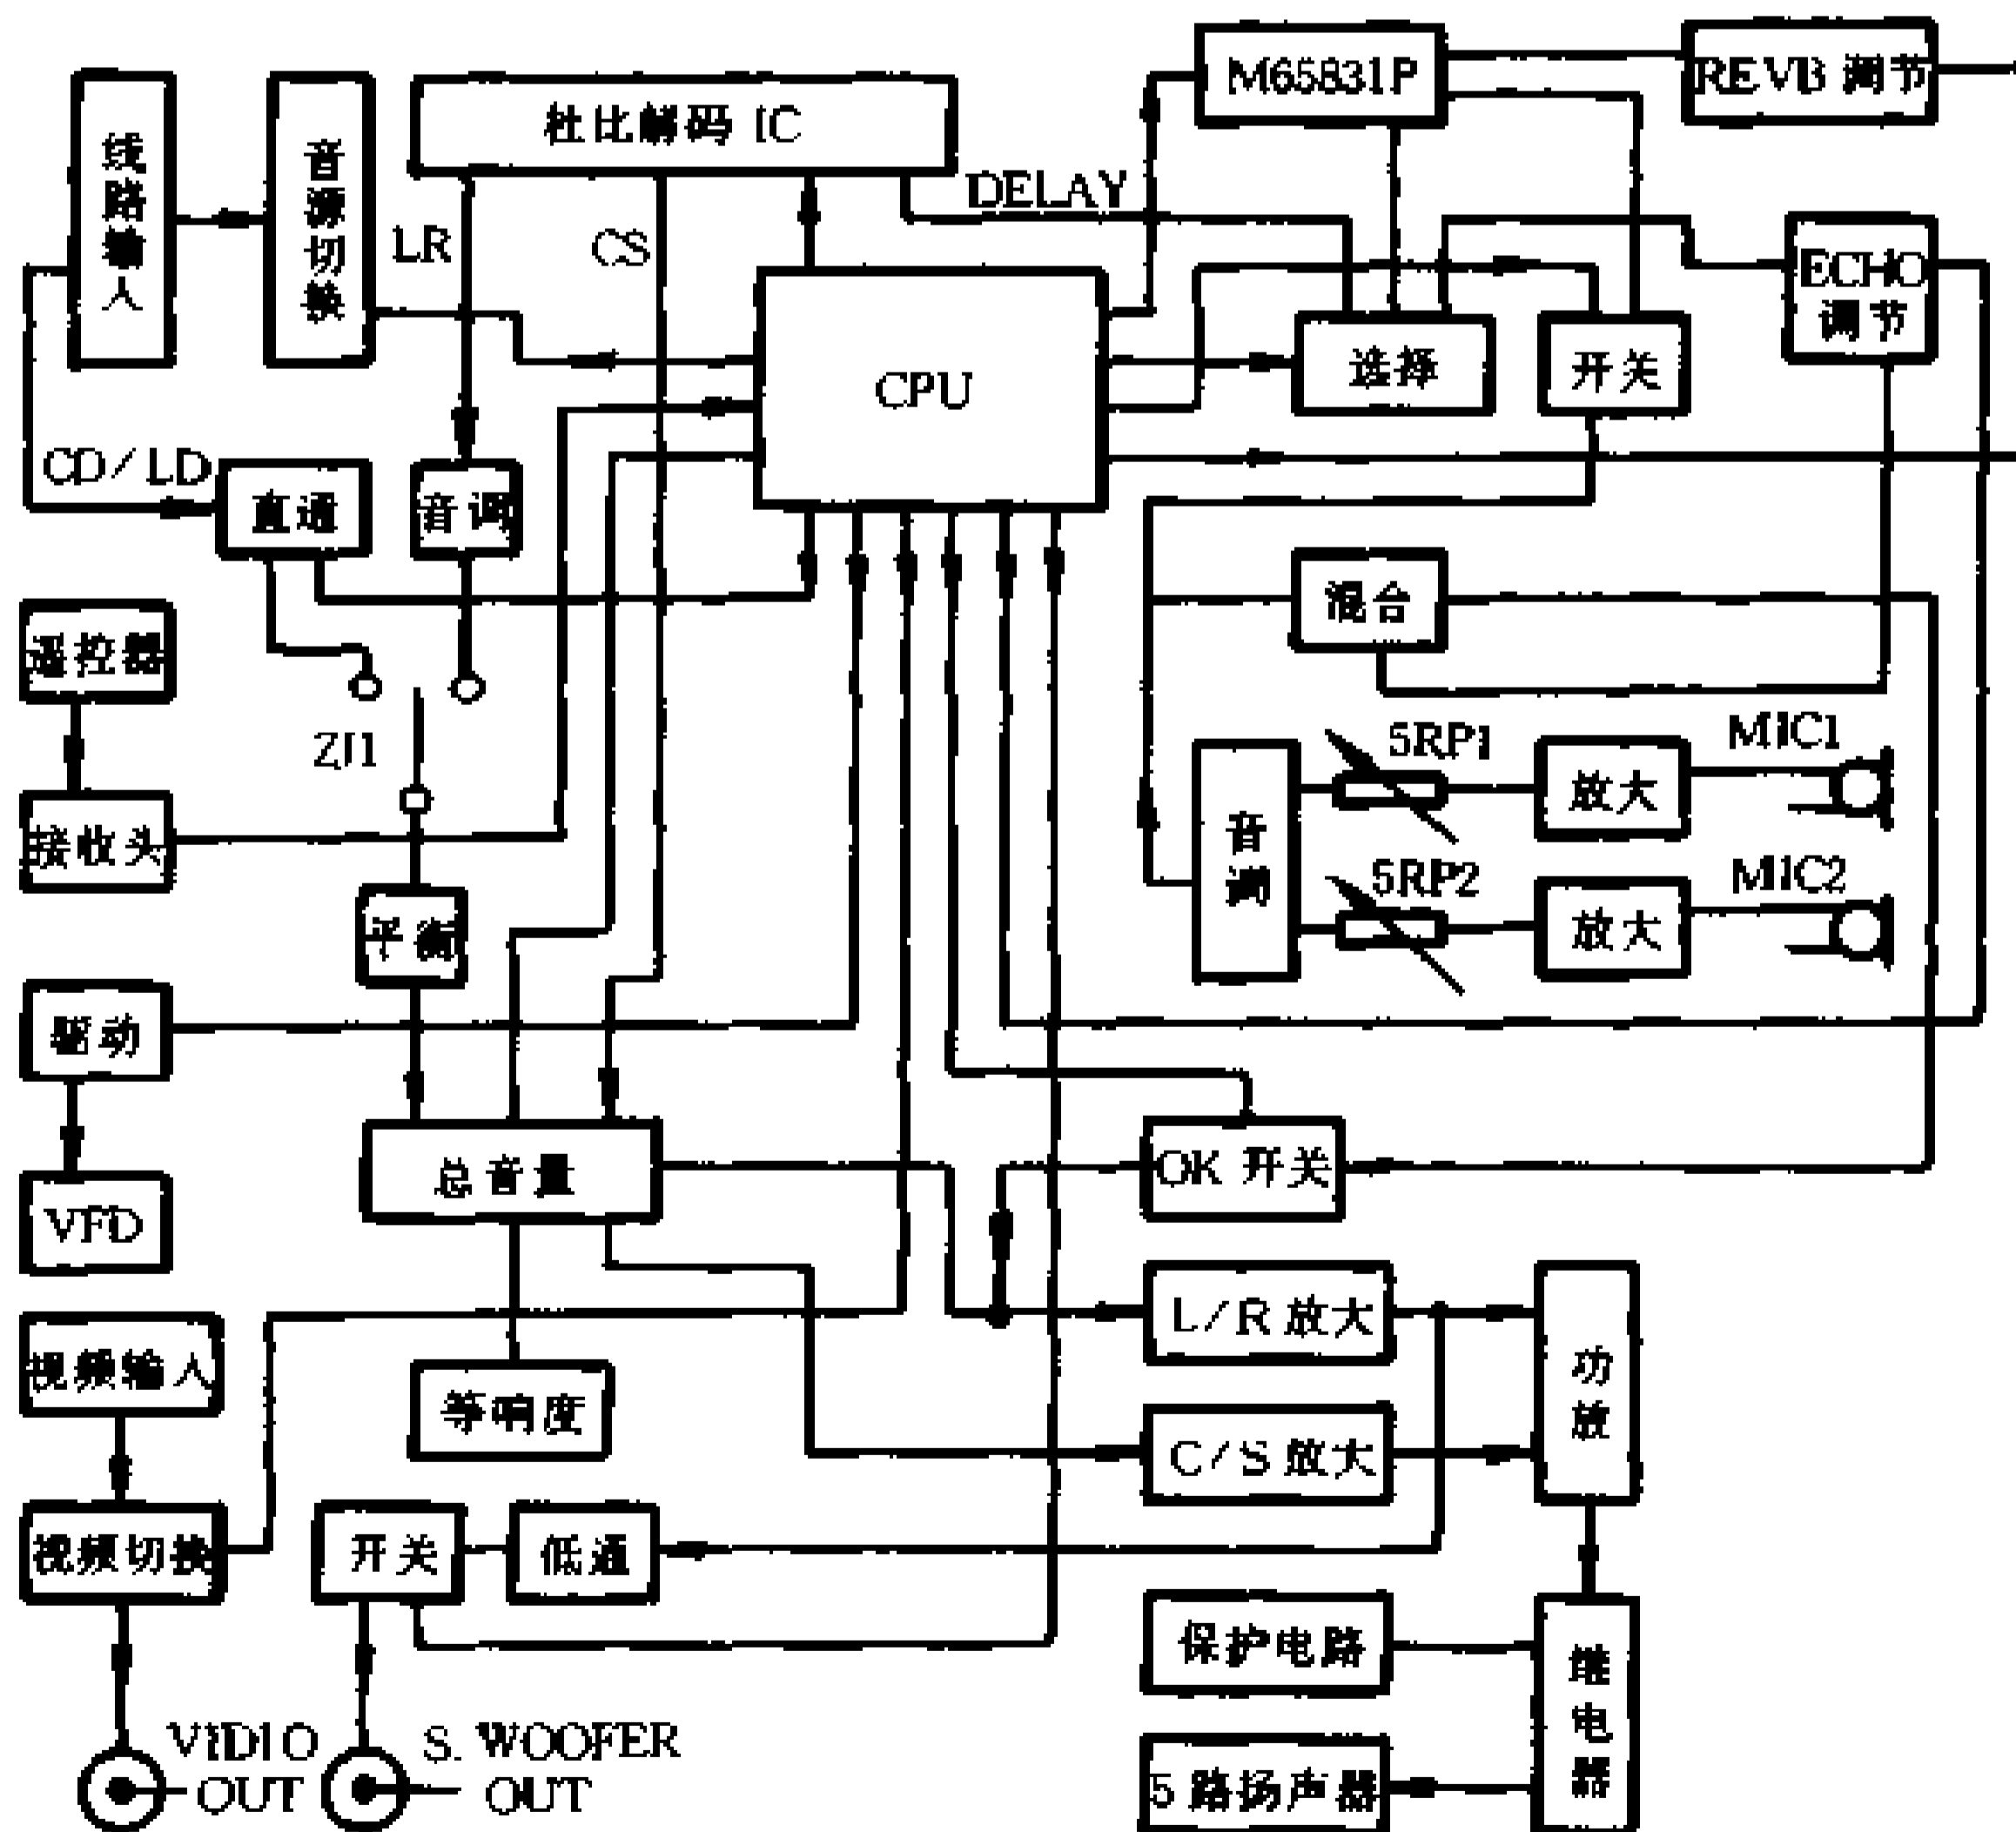 M65831P
REVB 调节
杜比解码 IC
线路输入
音频切换
DELAY
LR
CS
ECHO
调节
CPU
选择
开关
CD/LD
直通
音调
混台
遥控器
SRP1
MIC1
ZJ1
放大
接收头
音调
SRP2
MIC2
平衡
放大
驱动
总音量
OK 开关
VFD
L/R 放大
视频输入
功放
等响度
C/S 放大
视频切换
开关
低通
保护电路
继电器
VIDIO
OUT
S. WOOFER
OUT
5 路扬声器